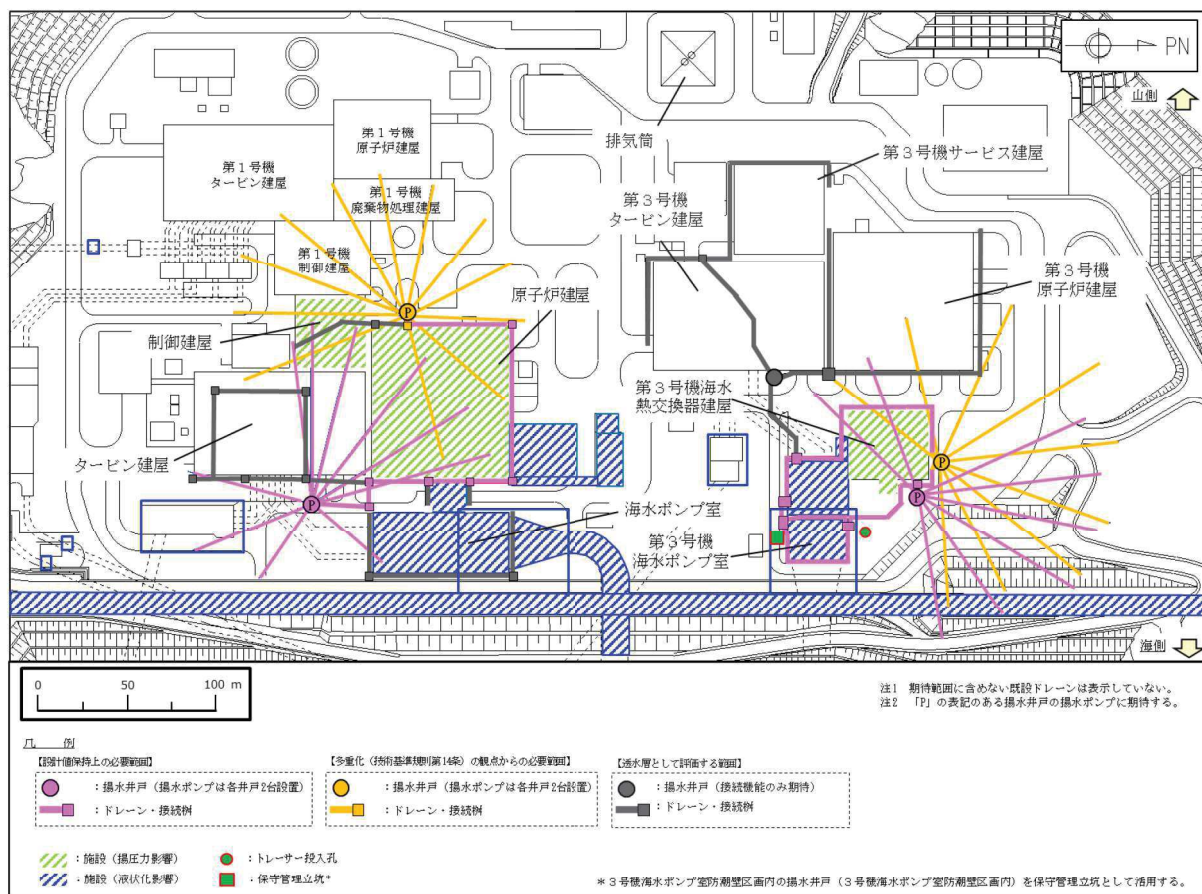 PN
山側
第1号機
原子炉建屋
第1号機
タービン建屋
排気筒
第3号機サービス建屋
第1号機
廃棄物処理建屋
第3号機
タービン建屋
第1号機
制御建屋
第3号機
原子炉建屋
原子炉建屋
P
制御建屋
第3号機海水
熱交換器建屋
タービン建屋
P
P
P
海水ポンプ室
第3号機
海水ポンプ室
海側
0 50 100 m
注1 期待範囲に含めない既設ドレーンは表示していない。
注2 「P」の表記のある揚水井戸の揚水ポンプに期待する。
凡 例
【設計値保持上の必要範囲】
：揚水井戸（揚水ポンプは各井戸2台設置）
：ドレーン・接続桝
【多重化（技術基準規則第14条）の観点からの必要範囲】
：揚水井戸（揚水ポンプは各井戸2台設置）
：ドレーン・接続桝
【透水層として評価する範囲】
：揚水井戸（接続機能のみ期待）
：ドレーン・接続桝
：施設（揚圧力影響）
：施設（液状化影響）
：トレーサー投入孔
：保守管理立坑*
＊3号機海水ポンプ室防潮壁区画内の揚水井戸（3号機海水ポンプ室防潮壁区画内）を保守管理立坑として活用する。